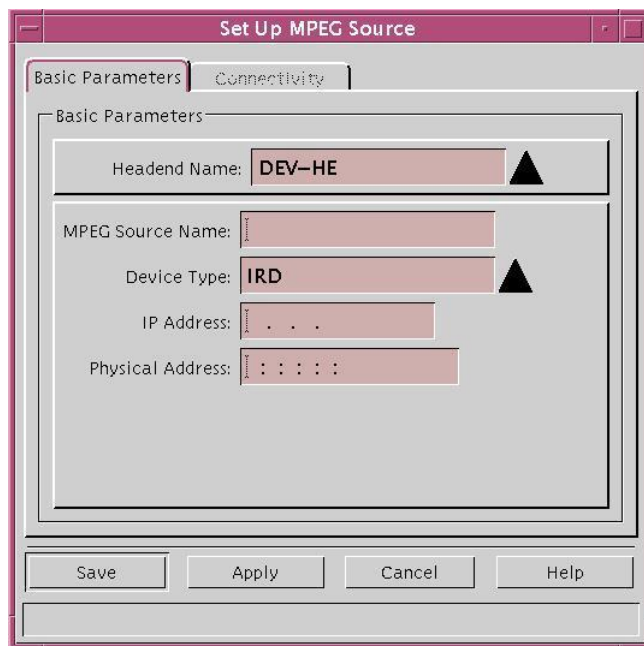 Set Up MPEG Source
Basic Parameters Connectivity
Basic Parameters
Headend Name: DEV-HE
MPEG Source Name:
Device Type: IRD
IP Address: . . .
Physical Address: : : : : :
Save Apply Cancel Help